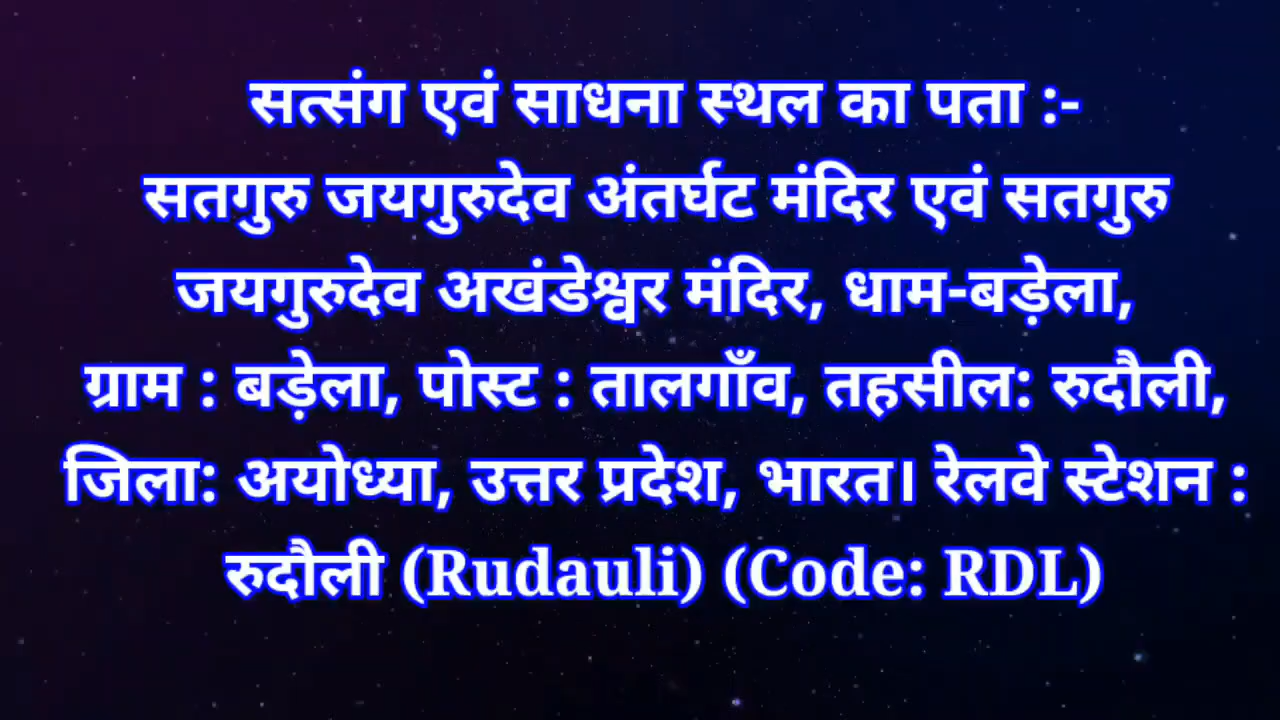 सत्संग एवं साधना स्थल का पता :-
सतगुरु जयगुरुदेव अंतर्घट मंदिर एवं सतगुरु
जयगुरुदेव अखंडेश्वर मंदिर, धाम-बड़ेला,
ग्राम : बड़ेला, पोस्ट : तालगाँव, तहसील: रुदौली,
जिला: अयोध्या, उत्तर प्रदेश, भारत। रेलवे स्टेशन :
रुदौली (Rudauli) (Code: RDL)